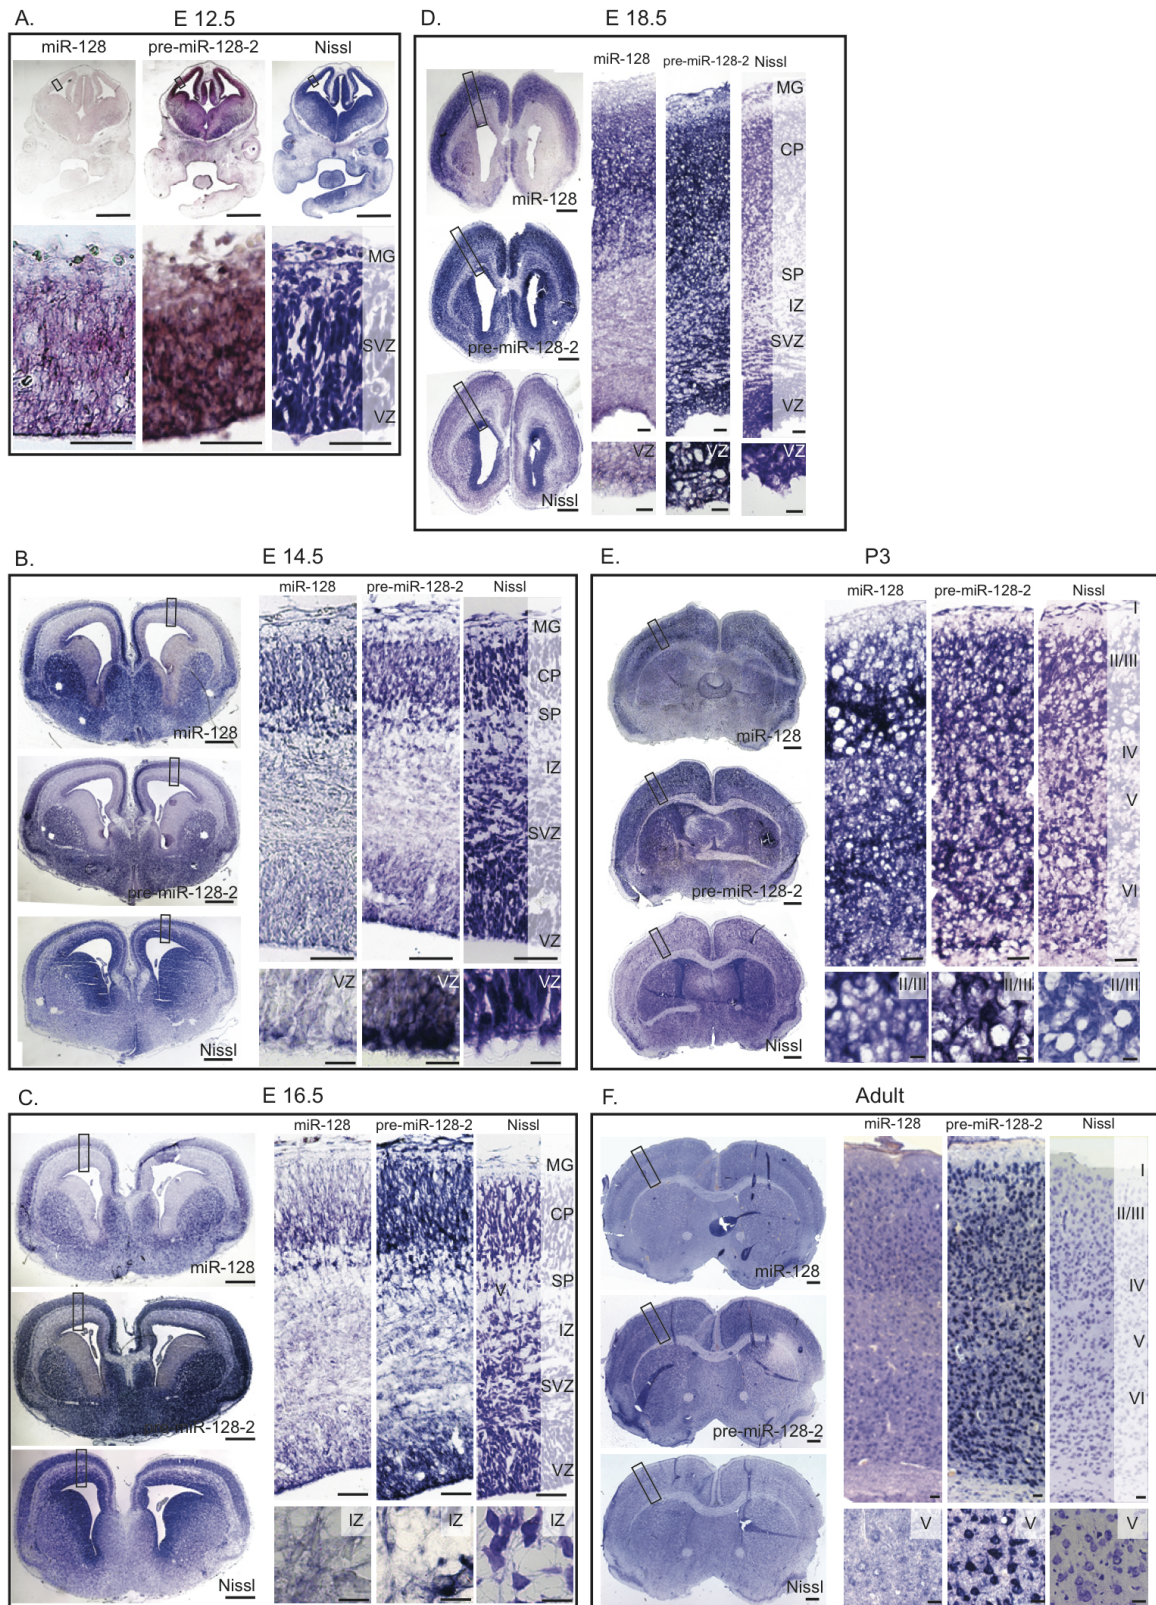 A.
E 12.5
miR-128
pre-miR-128-2
Nissl
MG
SVZ
VZ
D.
E 18.5
miR-128
pre-miR-128-2
Nissl
miR-128
pre-miR-128-2
Nissl
MG
CP
SP
IZ
SVZ
VZ
VZ
VZ
VZ
B.
E 14.5
miR-128
pre-miR-128-2
Nissl
miR-128
pre-miR-128-2
Nissl
MG
CP
SP
IZ
SVZ
VZ
VZ
VZ
VZ
E.
P3
miR-128
pre-miR-128-2
Nissl
miR-128
pre-miR-128-2
Nissl
I
II/III
IV
V
VI
II/III
II/III
II/III
C.
E 16.5
miR-128
pre-miR-128-2
Nissl
miR-128
pre-miR-128-2
Nissl
MG
CP
SP
V
IZ
SVZ
VZ
IZ
IZ
IZ
F.
Adult
miR-128
pre-miR-128-2
Nissl
miR-128
pre-miR-128-2
Nissl
I
II/III
IV
V
VI
V
V
V